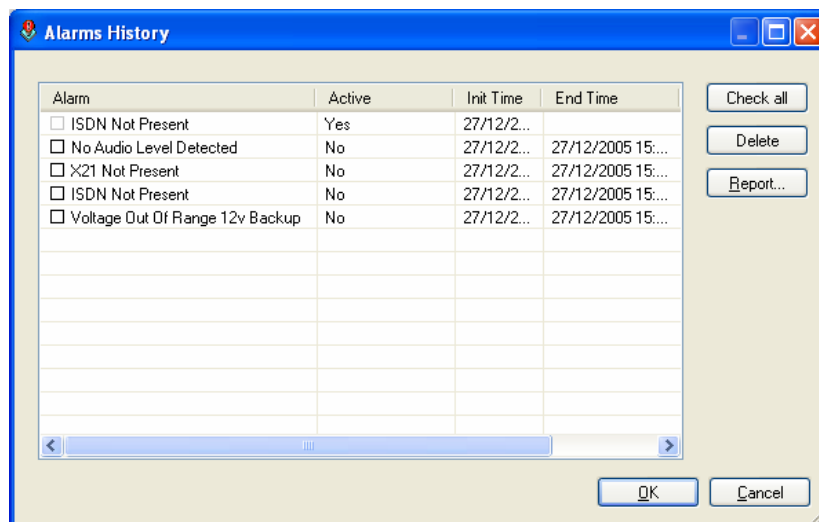 Alarms History
Alarm Active Init Time End Time
ISDN Not Present Yes 27/12/2...
No Audio Level Detected No 27/12/2... 27/12/2005 15:...
X21 Not Present No 27/12/2... 27/12/2005 15:...
ISDN Not Present No 27/12/2... 27/12/2005 15:...
Voltage Out Of Range 12v Backup No 27/12/2... 27/12/2005 15:...
Check all
Delete
Report...
OK Cancel